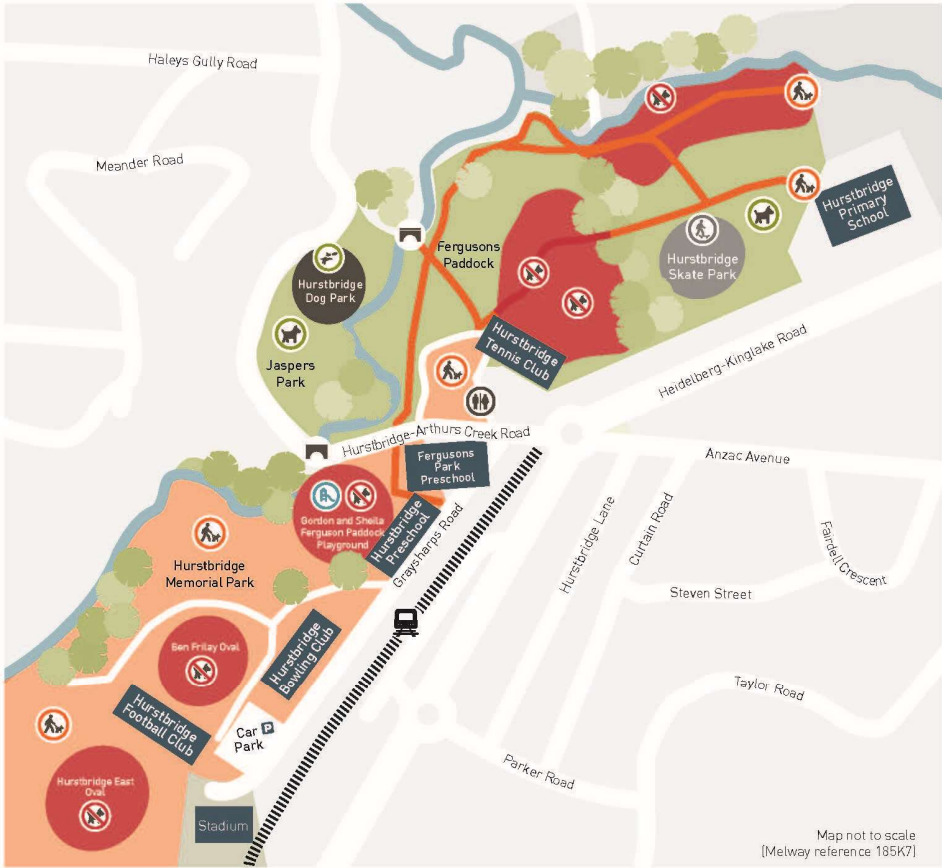 Haleys Gully Road
Meander Road
Hurstbridge
Primary
School
Fergusons
Paddock
Hurstbridge
Skate Park
Hurstbridge
Dog Park
Hurstbridge
Tennis Club
Jaspers
Park
Heidelberg-Kinglake Road
Hurstbridge-Arthurs Creek Road
Anzac Avenue
Fergusons
Park
Preschool
Gordon and Sheila
Ferguson Paddock
Playground
Hurstbridge
Preschool
Graysharps Road
Hurstbridge Lane
Curtain Road
Fairdell Crescent
Hurstbridge
Memorial Park
Steven Street
Ben Frilay Oval
Hurstbridge
Bowling Club
Taylor Road
Hurstbridge
Football Club
Car
Park
P
Parker Road
Hurstbridge East
Oval
Stadium
Map not to scale
(Melway reference 185K7)